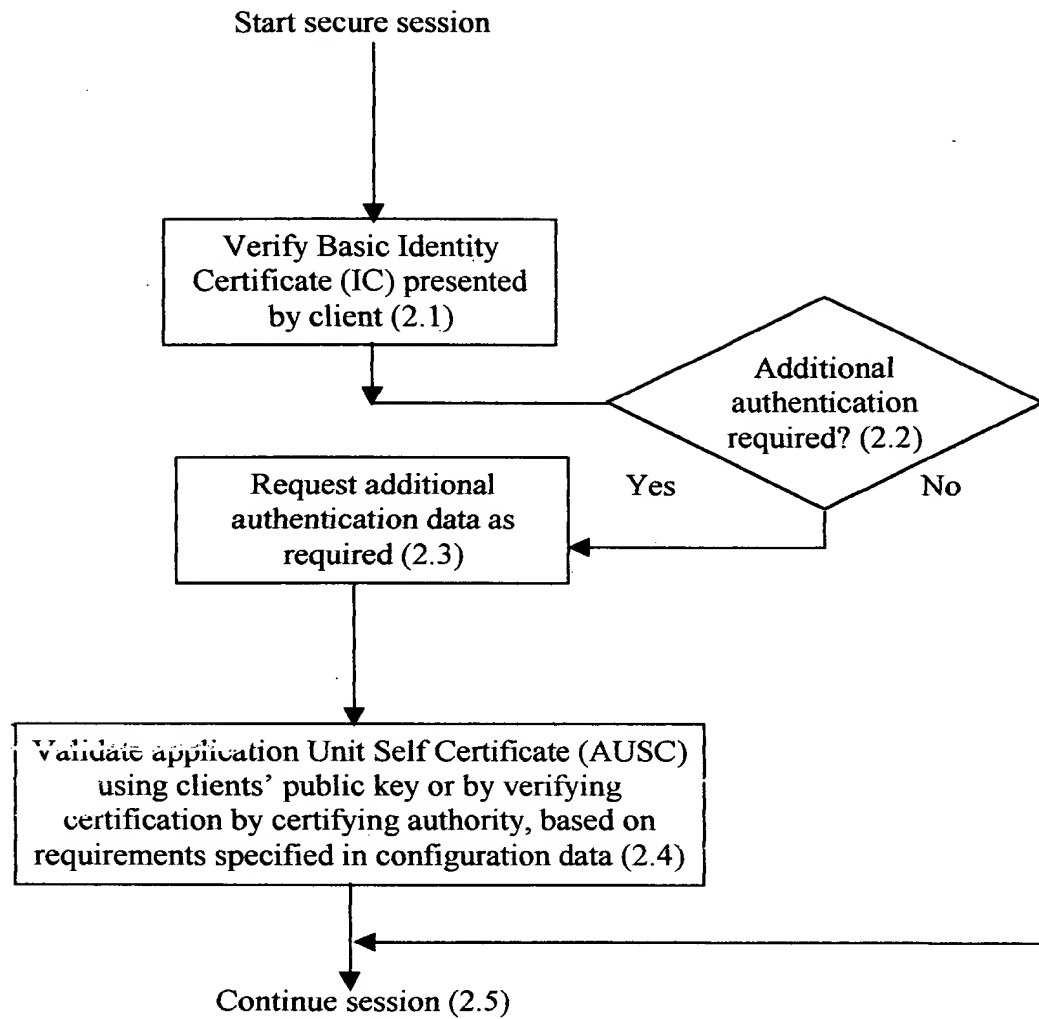 Start secure session
Verify Basic Identity
Certificate (IC) presented
by client (2.1)
Additional
authentication
required? (2.2)
Yes
No
Request additional
authentication data as
required (2.3)
Validate application Unit Self Certificate (AUSC)
using clients' public key or by verifying
certification by certifying authority, based on
requirements specified in configuration data (2.4)
Continue session (2.5)